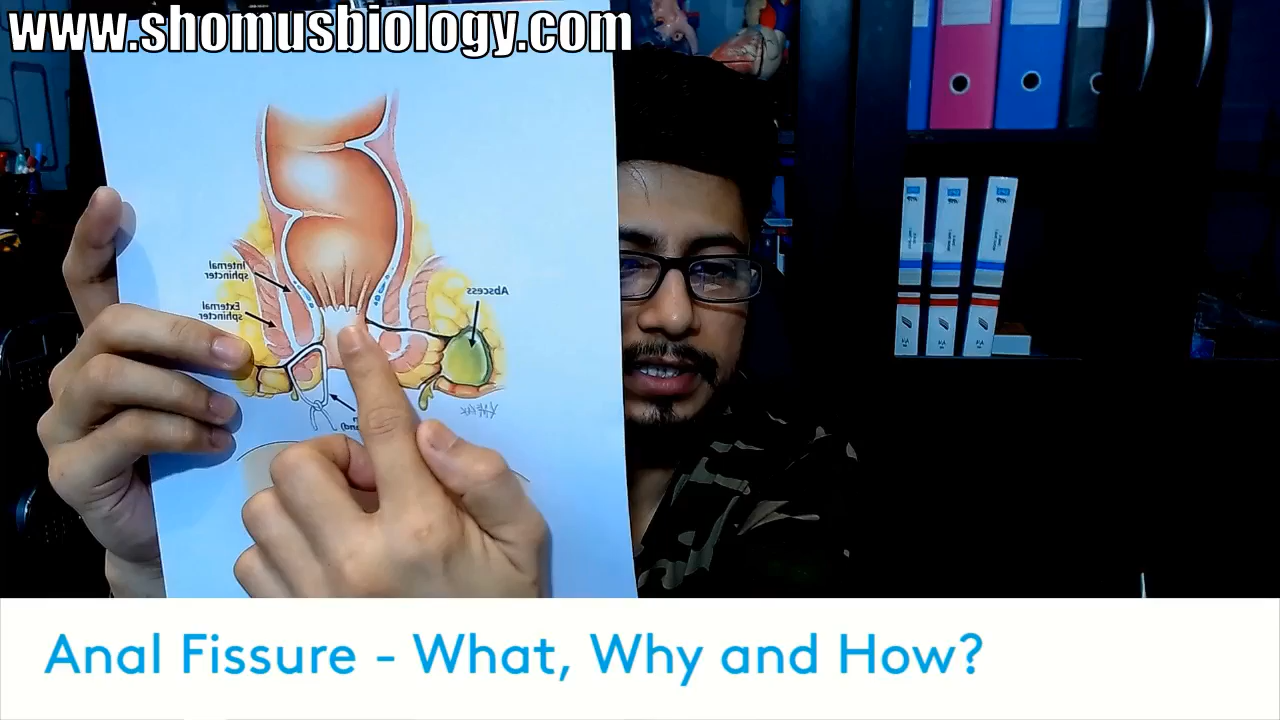 www.shomusbiology.com
Internal
sphincter
External
sphincter
Abscess
Anal Fissure - What, Why and How?